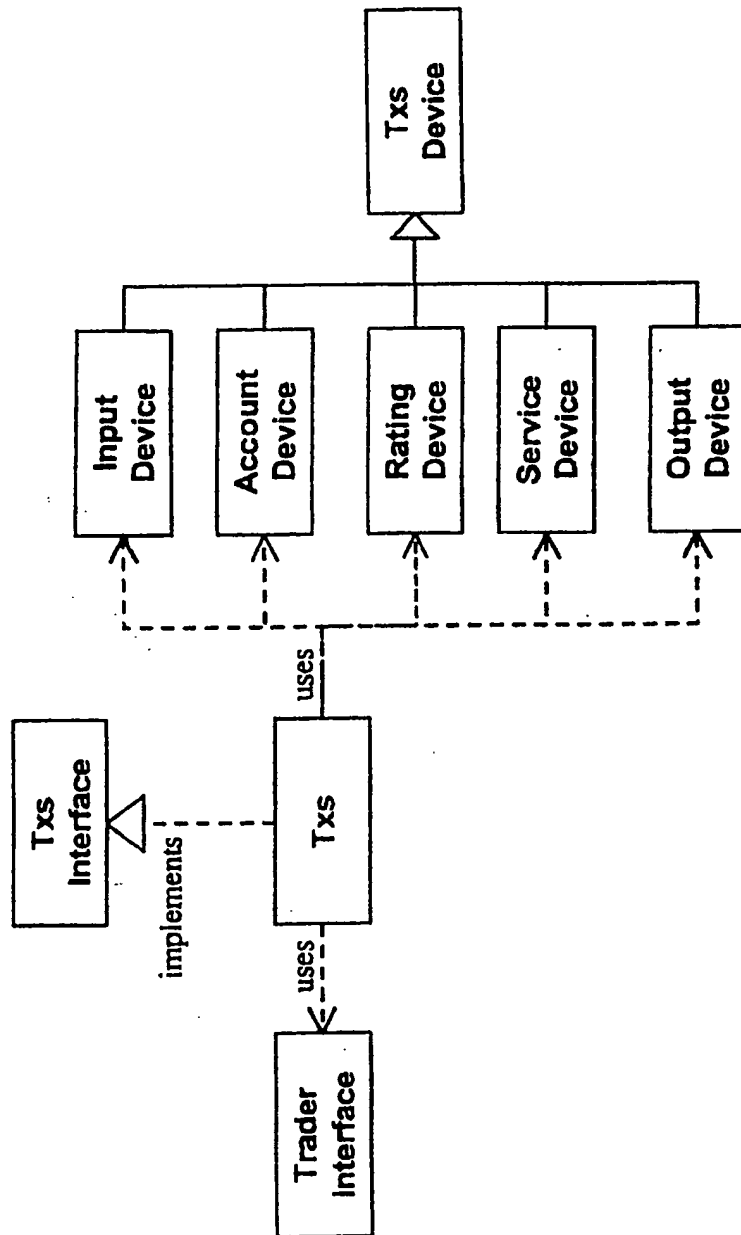 Trader
Interface
uses
implements
Txs
Txs
Interface
uses
Output
Device
Service
Device
Rating
Device
Account
Device
Input
Device
Txs
Device